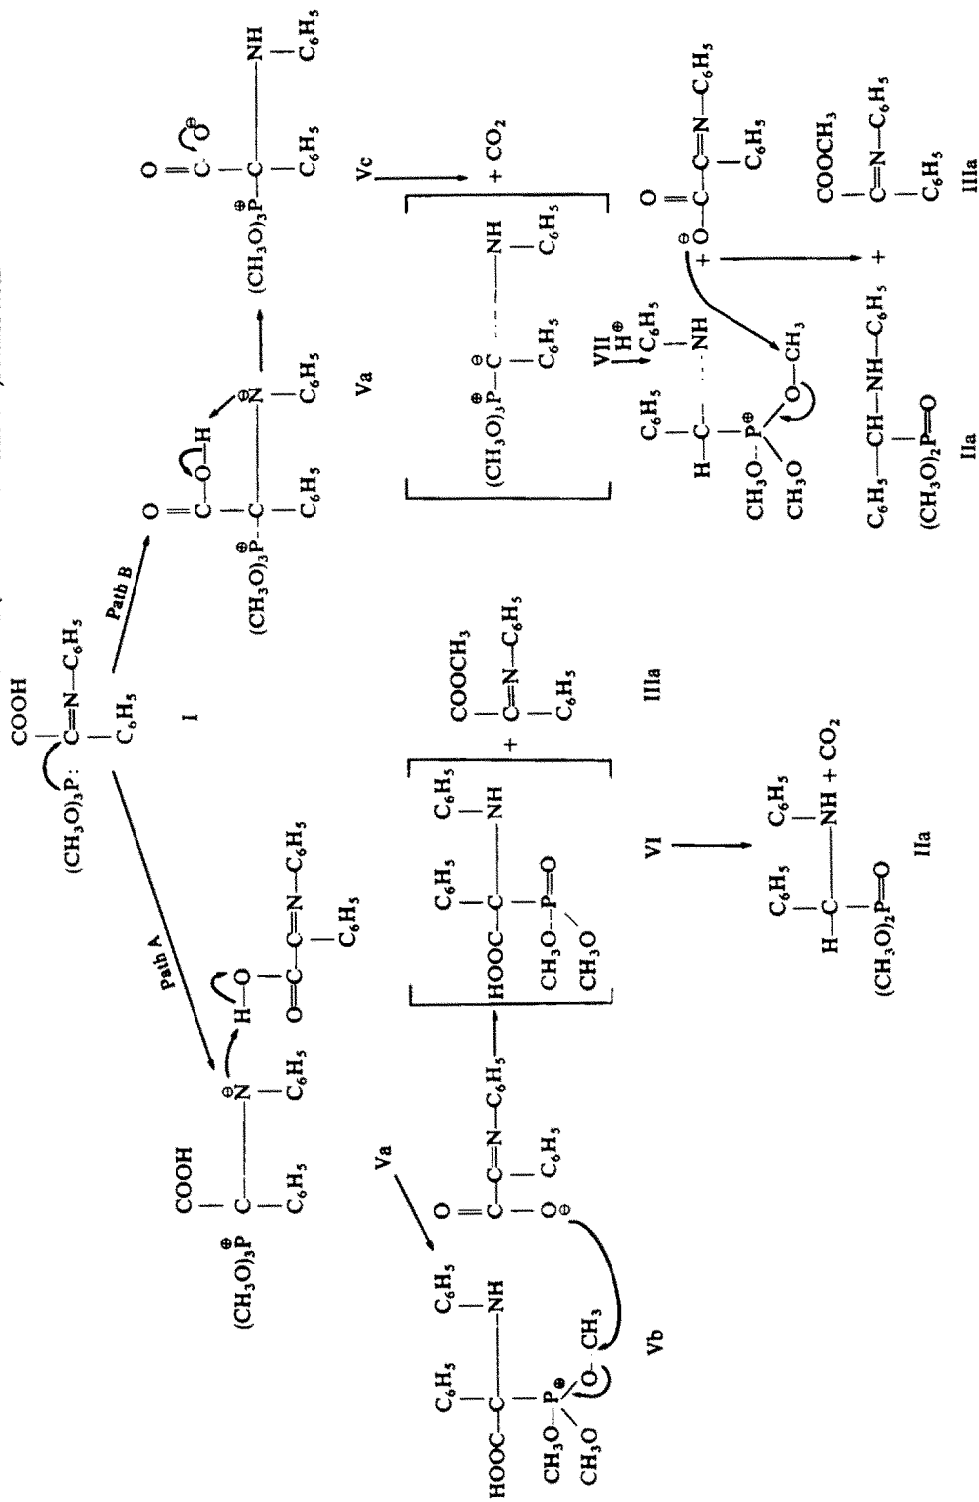 COOH
(CH₃O)₃P: C=N—C₆H₅
C₆H₅
I
Path A
Path B
COOH
(CH₃O)₃P⊕ C N⊖
C₆H₅ C₆H₅
H—O
O=C—C=N—C₆H₅
C₆H₅
Va
O
C—O—H
(CH₃O)₃P⊕—C—N⊖
C₆H₅ C₆H₅
Va
O
C O⊖
(CH₃O)₃P⊕—C—NH
C₆H₅ C₆H₅
Vc
C₆H₅ C₆H₅
HOOC—C—NH
CH₃O—P⊕
CH₃O O—CH₃
Vb
O
C—C=N—C₆H₅
O⊖ C₆H₅
C₆H₅ C₆H₅
HOOC—C—NH
CH₃O—P=O
CH₃O
VI
+
COOCH₃
C=N—C₆H₅
C₆H₅
IIIa
C₆H₅ C₆H₅
H—C—NH + CO₂
(CH₃O)₂P=O
IIa
(CH₃O)₃P⊕—C⊖—NH
C₆H₅ C₆H₅
+ CO₂
VII
H⊕
C₆H₅ C₆H₅
H—C—NH
CH₃O—P⊕
CH₃O O—CH₃
+
O
⊖O—C—C=N—C₆H₅
C₆H₅
C₆H₅—CH—NH—C₆H₅
(CH₃O)₂P=O
IIa
+
COOCH₃
C=N—C₆H₅
C₆H₅
IIIa